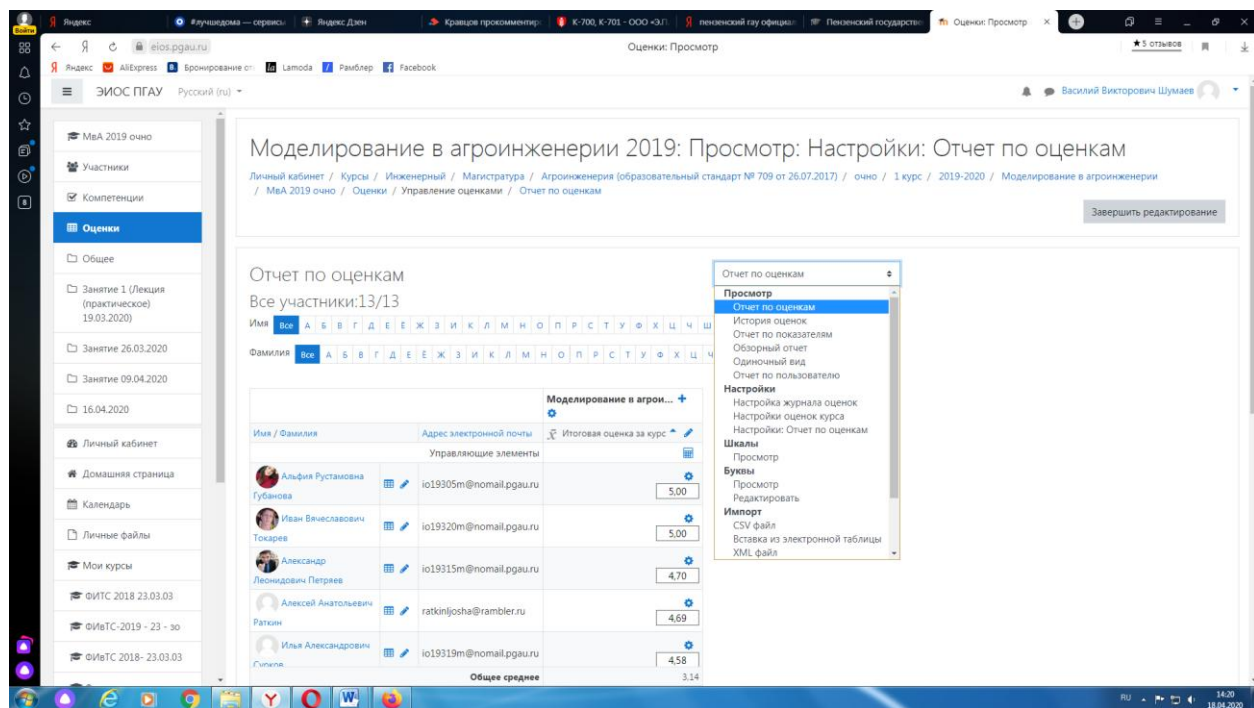 Яндекс
#лучшедома — сервисы
Яндекс.Дзен
Кравцов прокомментир
К-700, К-701 - ООО «З.П
пензенский гау официал
Пензенский государстве
Оценки: Просмотр
Войти
eios.pgau.ru
Оценки: Просмотр
★5 отзывов
Яндекс
AliExpress
Бронирование от
Lamoda
Рамблер
Facebook
ЭИОС ПГАУ
Русский (ru)
Василий Викторович Шумаев
МвА 2019 очно
Участники
Компетенции
Оценки
Общее
Занятие 1 (Лекция
(практическое)
19.03.2020)
Занятие 26.03.2020
Занятие 09.04.2020
16.04.2020
Личный кабинет
Домашняя страница
Календарь
Личные файлы
Мои курсы
ФИТС 2018 23.03.03
ФИвТС-2019 - 23 - зо
ФИвТС 2018- 23.03.03
Моделирование в агроинженерии 2019: Просмотр: Настройки: Отчет по оценкам
Личный кабинет / Курсы / Инженерный / Магистратура / Агроинженерия (образовательный стандарт № 709 от 26.07.2017) / очно / 1 курс / 2019-2020 / Моделирование в агроинженерии
/ МвА 2019 очно / Оценки / Управление оценками / Отчет по оценкам
Завершить редактирование
Отчет по оценкам
Все участники:13/13
Имя Все А Б В Г Д Е Ё Ж З И К Л М Н О П Р С Т У Ф Х Ц Ч Ш
Фамилия Все А Б В Г Д Е Ё Ж З И К Л М Н О П Р С Т У Ф Х Ц Ч
Моделирование в агрои...
Имя / Фамилия
Адрес электронной почты
Итоговая оценка за курс
Управляющие элементы
Альфия Рустамовна
Губанова
io19305m@nomail.pgau.ru
5,00
Иван Вячеславович
Токарев
io19320m@nomail.pgau.ru
5,00
Александр
Леонидович Петряев
io19315m@nomail.pgau.ru
4,70
Алексей Анатольевич
Раткин
ratkinljosha@rambler.ru
4,69
Илья Александрович
Сурков
io19319m@nomail.pgau.ru
4,58
Общее среднее
3,14
Отчет по оценкам
Просмотр
Отчет по оценкам
История оценок
Отчет по показателям
Обзорный отчет
Одиночный вид
Отчет по пользователю
Настройки
Настройка журнала оценок
Настройки оценок курса
Настройки: Отчет по оценкам
Шкалы
Просмотр
Буквы
Просмотр
Редактировать
Импорт
CSV файл
Вставка из электронной таблицы
XML файл
RU
14:20
18.04.2020